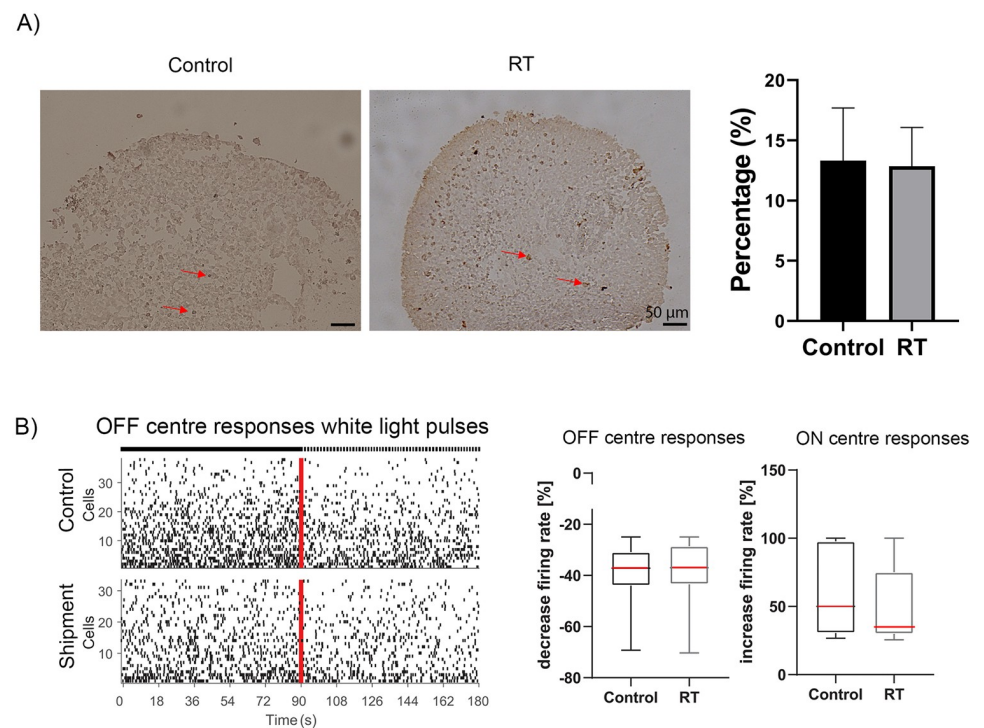 A)
Control
RT
50 µm
Percentage (%)
20
15
10
5
0
Control RT
B)
OFF centre responses white light pulses
Control
Cells
30
20
10
Shipment
Cells
30
20
10
0 18 36 54 72 90 108 126 144 162 180
Time (s)
OFF centre responses
decrease firing rate [%]
0
-20
-40
-60
-80
Control RT
ON centre responses
increase firing rate [%]
150
100
50
0
Control RT